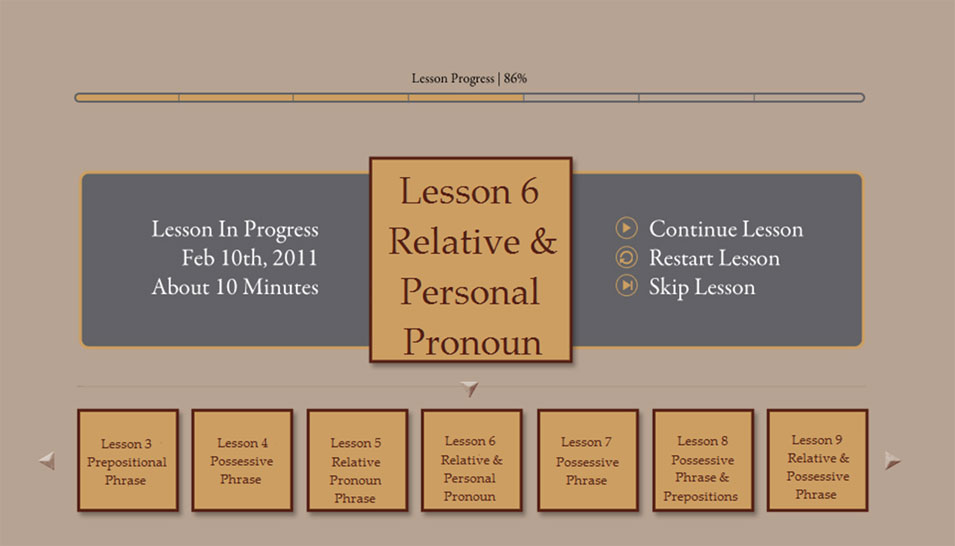 Lesson Progress | 86%
Lesson In Progress
Feb 10th, 2011
About 10 Minutes
Lesson 6
Relative &
Personal
Pronoun
Continue Lesson
Restart Lesson
Skip Lesson
Lesson 3
Prepositional
Phrase
Lesson 4
Possessive
Phrase
Lesson 5
Relative
Pronoun
Phrase
Lesson 6
Relative &
Personal
Pronoun
Lesson 7
Possessive
Phrase
Lesson 8
Possessive
Phrase &
Prepositions
Lesson 9
Relative &
Possessive
Phrase